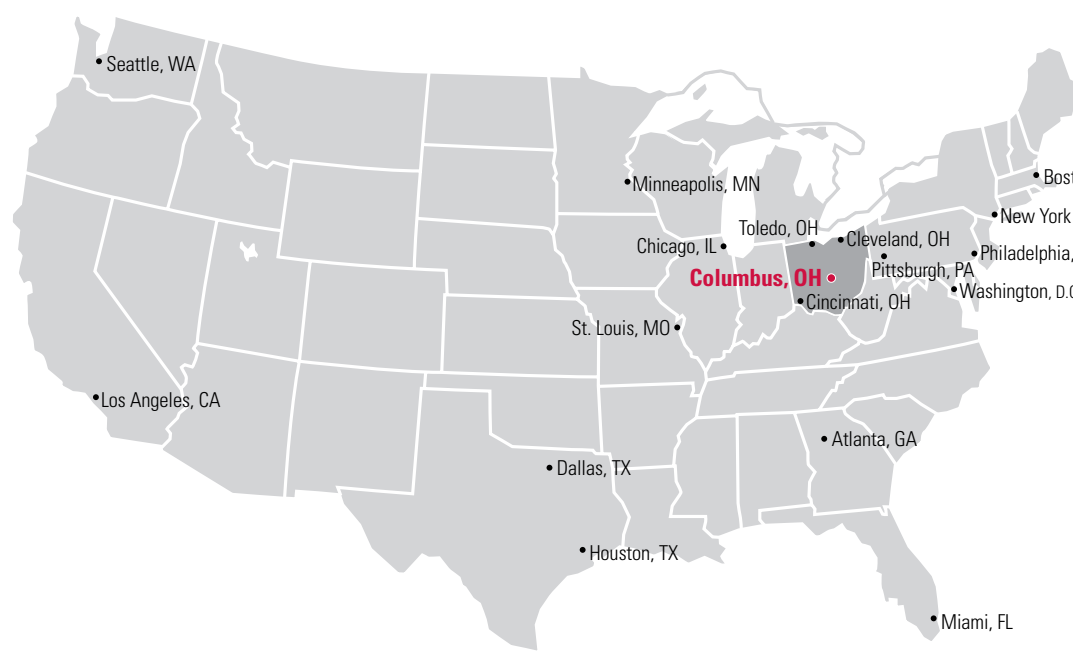 Seattle, WA
Bost
Minneapolis, MN
New York
Toledo, OH
Cleveland, OH
Chicago, IL
Philadelphia,
Pittsburgh, PA
Columbus, OH
Washington, D.C
Cincinnati, OH
St. Louis, MO
Los Angeles, CA
Atlanta, GA
Dallas, TX
Houston, TX
Miami, FL